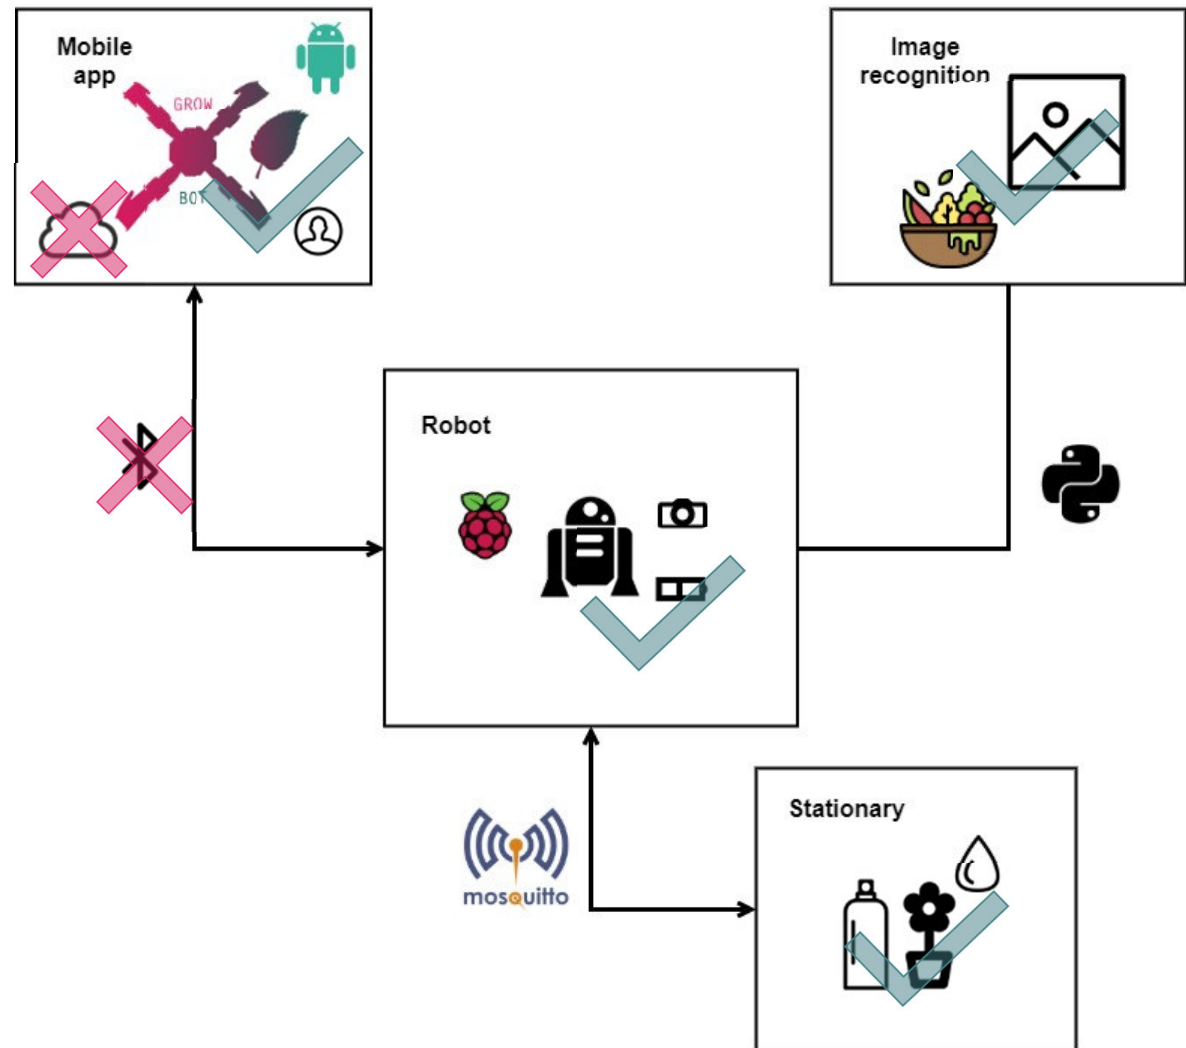 Mobile
app
GROW
BOT
Image
recognition
Robot
mosquitto
Stationary